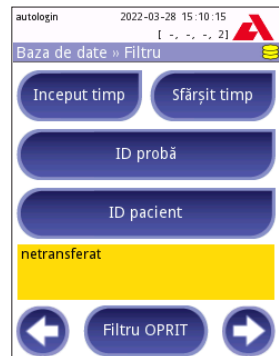 autologin 2022-03-28 15:10:15
[ -, -, -, 2]
Baza de date » Filtru
Inceput timp Sfârșit timp
ID probă
ID pacient
netransferat
Filtru OPRIT